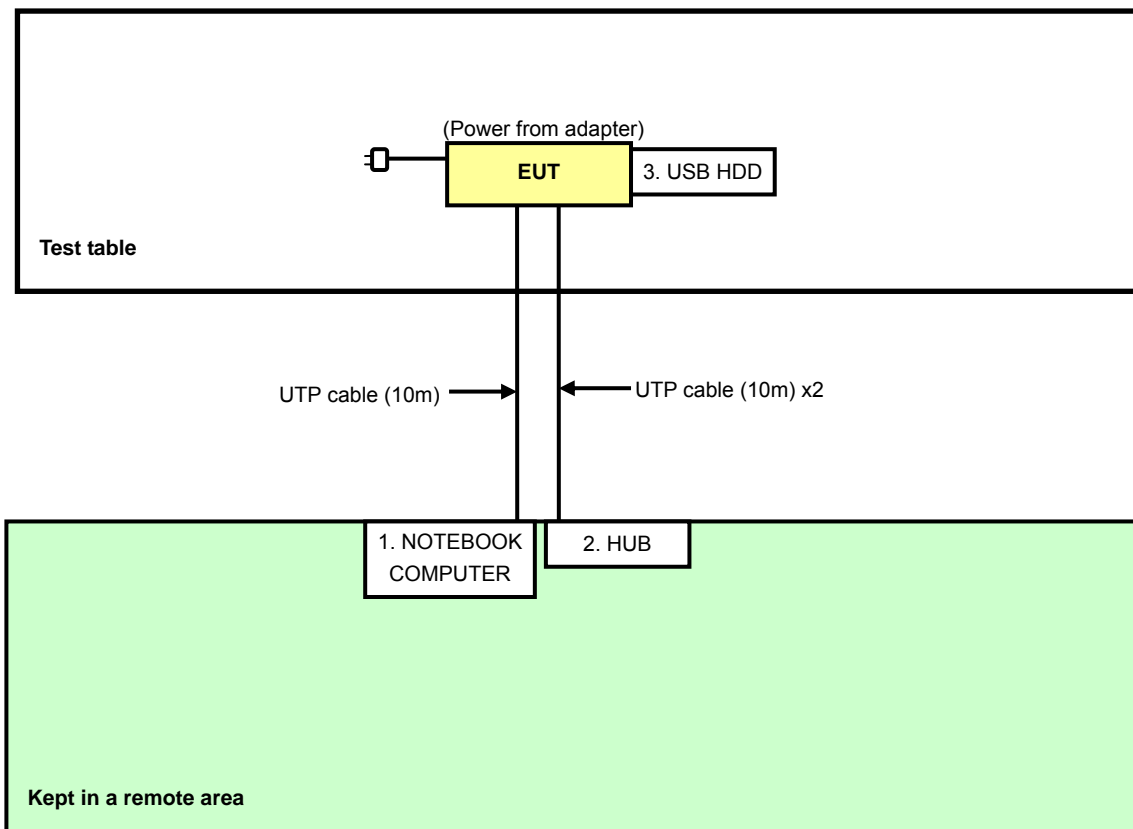 (Power from adapter)
EUT
3. USB HDD
Test table
UTP cable (10m)
UTP cable (10m) x2
1. NOTEBOOK
COMPUTER
2. HUB
Kept in a remote area